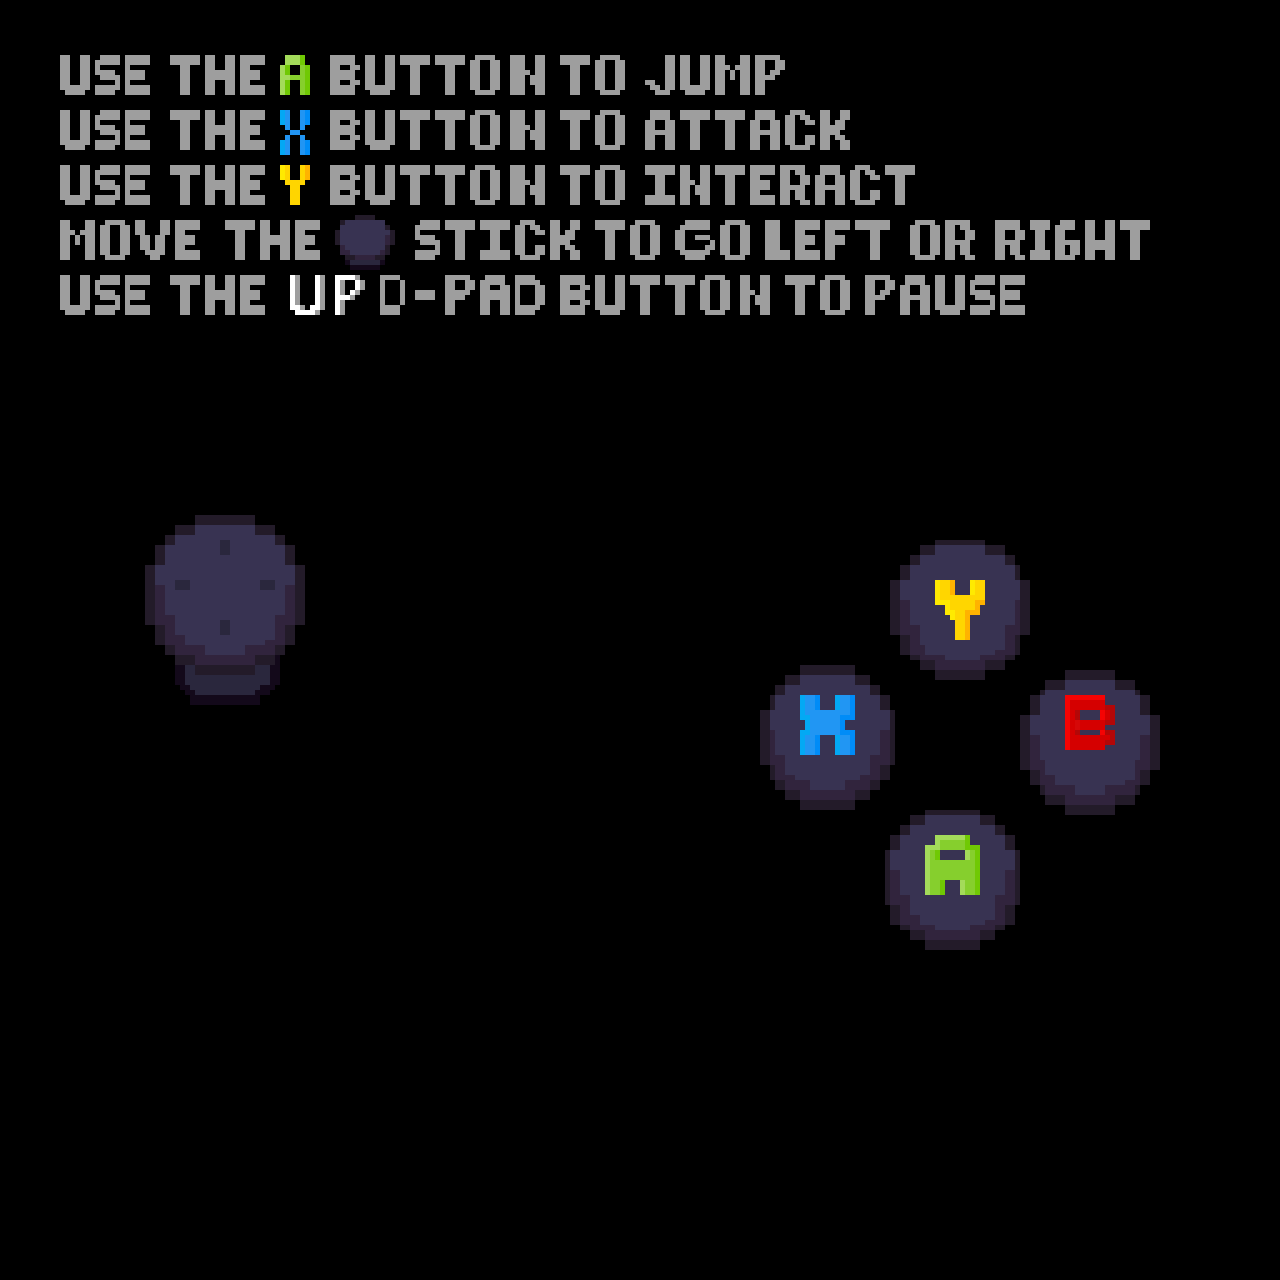 USE THE A BUTTON TO JUMP
USE THE X BUTTON TO ATTACK
USE THE Y BUTTON TO INTERACT
MOVE THE STICK TO GO LEFT OR RIGHT
USE THE UP D-PAD BUTTON TO PAUSE
Y
X
B
A